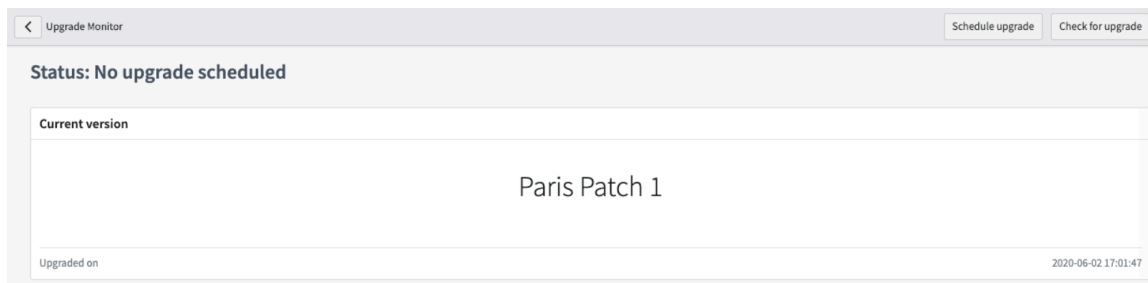 Upgrade Monitor Schedule upgrade Check for upgrade
Status: No upgrade scheduled
Current version
Paris Patch 1
Upgraded on 2020-06-02 17:01:47